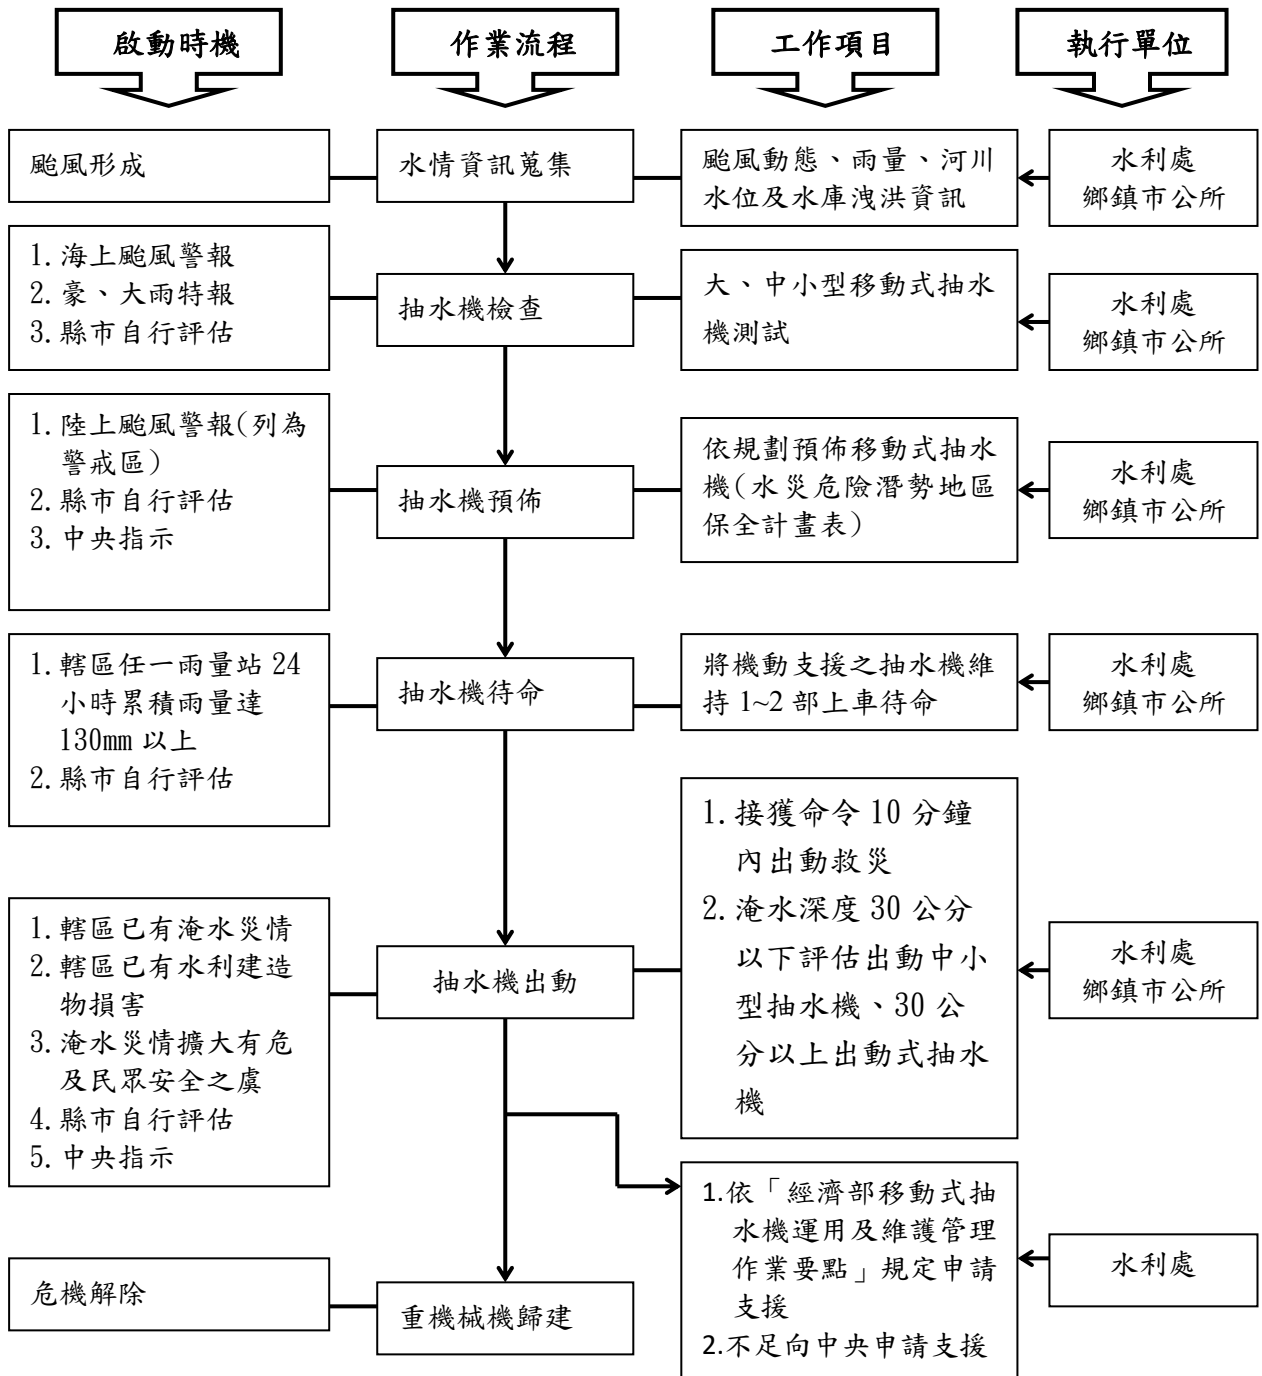 啟動時機
作業流程
工作項目
執行單位
颱風形成
水情資訊蒐集
颱風動態、雨量、河川
水位及水庫洩洪資訊
水利處
鄉鎮市公所
1.海上颱風警報
2.豪、大雨特報
3.縣市自行評估
抽水機檢查
大、中小型移動式抽水
機測試
水利處
鄉鎮市公所
1.陸上颱風警報(列為
警戒區)
2.縣市自行評估
3.中央指示
抽水機預佈
依規劃預佈移動式抽水
機(水災危險潛勢地區
保全計畫表)
水利處
鄉鎮市公所
1.轄區任一雨量站 24
小時累積雨量達
130mm 以上
2.縣市自行評估
抽水機待命
將機動支援之抽水機維
持 1~2 部上車待命
水利處
鄉鎮市公所
1.轄區已有淹水災情
2.轄區已有水利建造
物損害
3.淹水災情擴大有危
及民眾安全之虞
4.縣市自行評估
5.中央指示
抽水機出動
1.接獲命令 10 分鐘
內出動救災
2.淹水深度 30 公分
以下評估出動中小
型抽水機、30 公
分以上出動式抽水
機
水利處
鄉鎮市公所
1.依「經濟部移動式抽
水機運用及維護管理
作業要點」規定申請
支援
2.不足向中央申請支援
水利處
危機解除
重機械機歸建